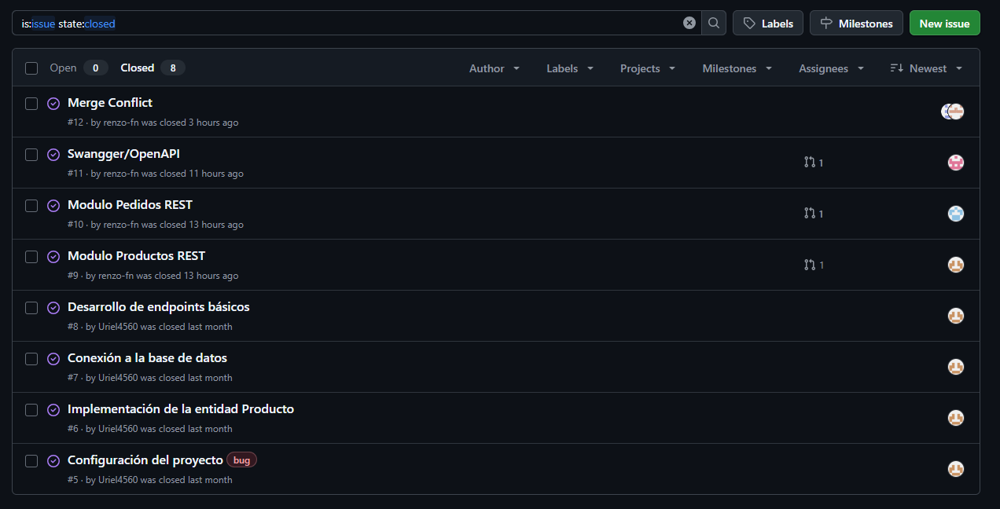 is:issue state:closed
Labels
Milestones
New issue
Open 0 Closed 8 Author Labels Projects Milestones Assignees Newest
Merge Conflict
#12 · by renzo-fn was closed 3 hours ago
Swangger/OpenAPI
#11 · by renzo-fn was closed 11 hours ago
1
Modulo Pedidos REST
#10 · by renzo-fn was closed 13 hours ago
1
Modulo Productos REST
#9 · by renzo-fn was closed 13 hours ago
1
Desarrollo de endpoints básicos
#8 · by Uriel4560 was closed last month
Conexión a la base de datos
#7 · by Uriel4560 was closed last month
Implementación de la entidad Producto
#6 · by Uriel4560 was closed last month
Configuración del proyecto bug
#5 · by Uriel4560 was closed last month